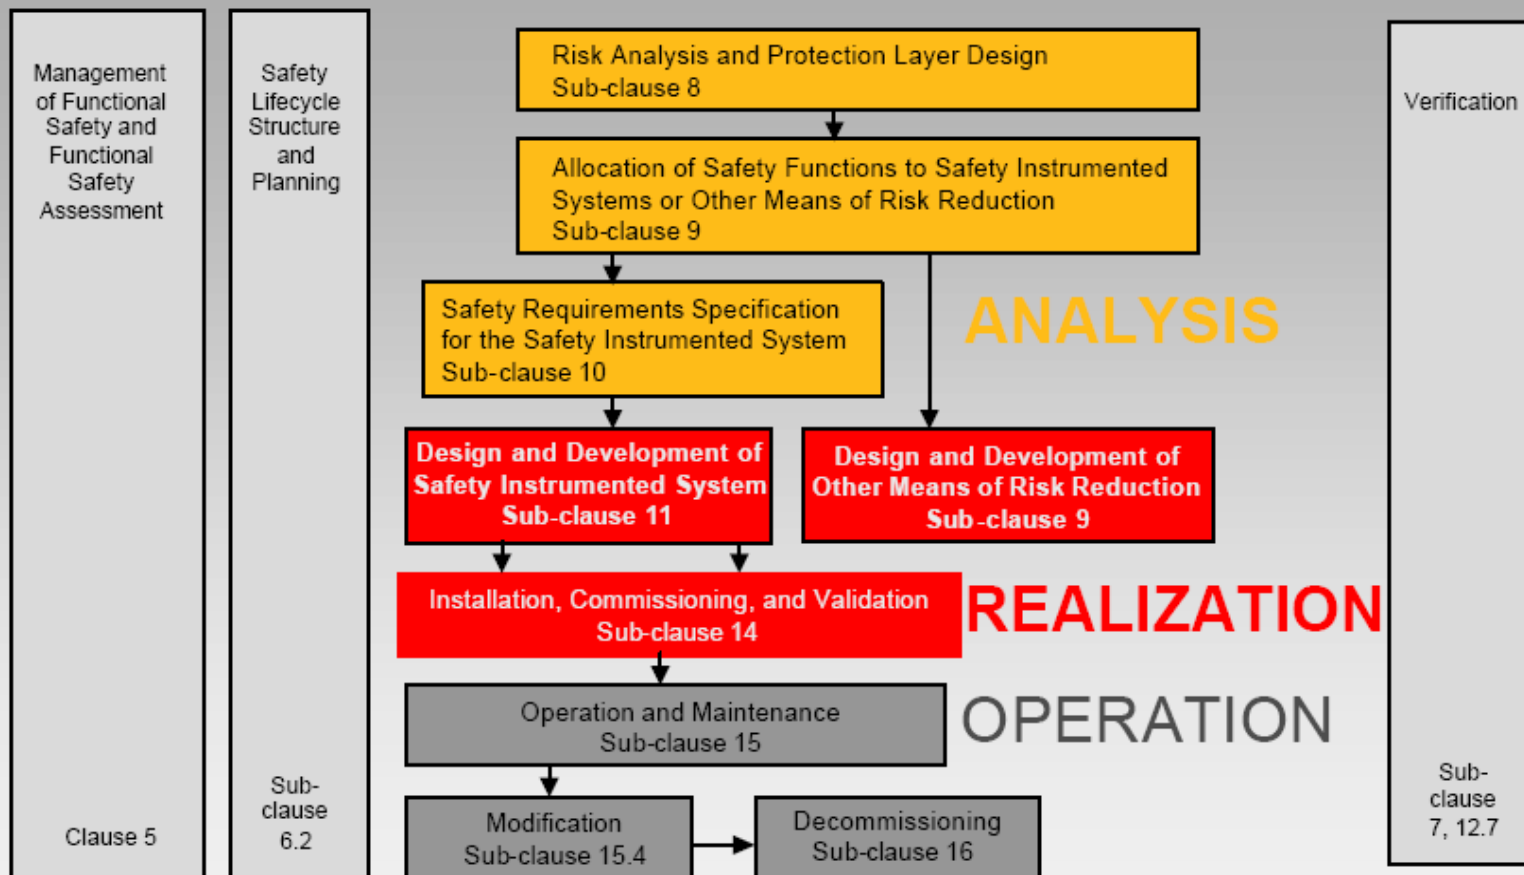 Management
of Functional
Safety and
Functional
Safety
Assessment
Clause 5
Safety
Lifecycle
Structure
and
Planning
Sub-
clause
6.2
Risk Analysis and Protection Layer Design
Sub-clause 8
Allocation of Safety Functions to Safety Instrumented
Systems or Other Means of Risk Reduction
Sub-clause 9
Safety Requirements Specification
for the Safety Instrumented System
Sub-clause 10
ANALYSIS
Design and Development of
Safety Instrumented System
Sub-clause 11
Design and Development of
Other Means of Risk Reduction
Sub-clause 9
Installation, Commissioning, and Validation
Sub-clause 14
REALIZATION
Operation and Maintenance
Sub-clause 15
OPERATION
Modification
Sub-clause 15.4
Decommissioning
Sub-clause 16
Verification
Sub-
clause
7, 12.7